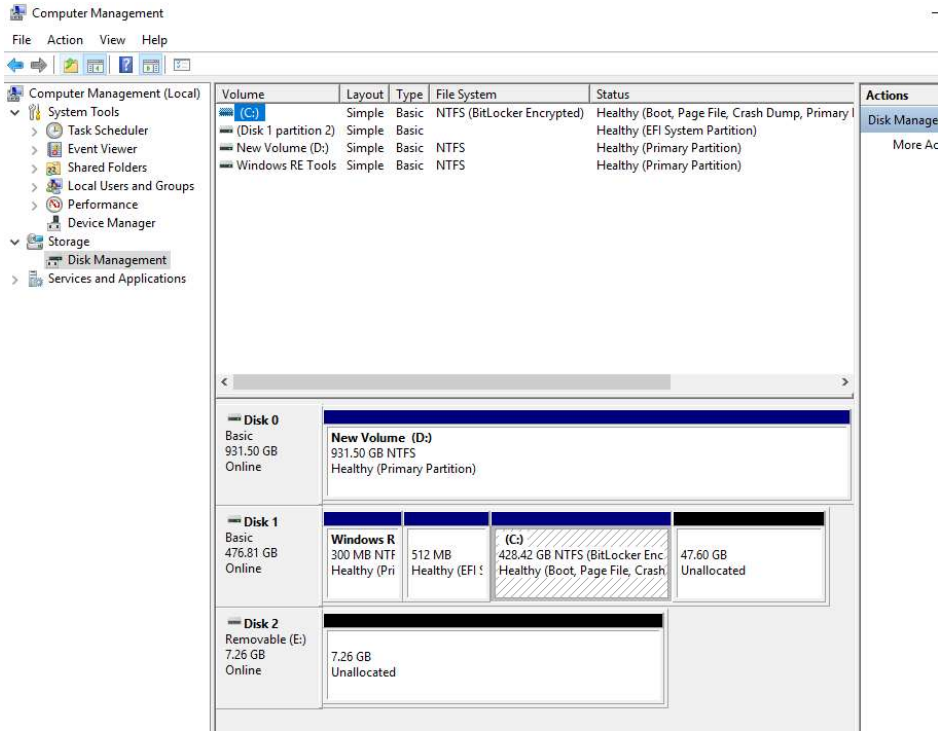 Computer Management
File Action View Help
Computer Management (Local)
System Tools
Task Scheduler
Event Viewer
Shared Folders
Local Users and Groups
Performance
Device Manager
Storage
Disk Management
Services and Applications
Volume Layout Type File System Status
(C:) Simple Basic NTFS (BitLocker Encrypted) Healthy (Boot, Page File, Crash Dump, Primary
(Disk 1 partition 2) Simple Basic Healthy (EFI System Partition)
New Volume (D:) Simple Basic NTFS Healthy (Primary Partition)
Windows RE Tools Simple Basic NTFS Healthy (Primary Partition)
Disk 0
Basic
931.50 GB
Online
New Volume (D:)
931.50 GB NTFS
Healthy (Primary Partition)
Disk 1
Basic
476.81 GB
Online
Windows R
300 MB NTF
Healthy (Pri
512 MB
Healthy (EFI S
(C:)
428.42 GB NTFS (BitLocker Enc
Healthy (Boot, Page File, Crash
47.60 GB
Unallocated
Disk 2
Removable (E:)
7.26 GB
Online
7.26 GB
Unallocated
Actions
Disk Manage
More Ac